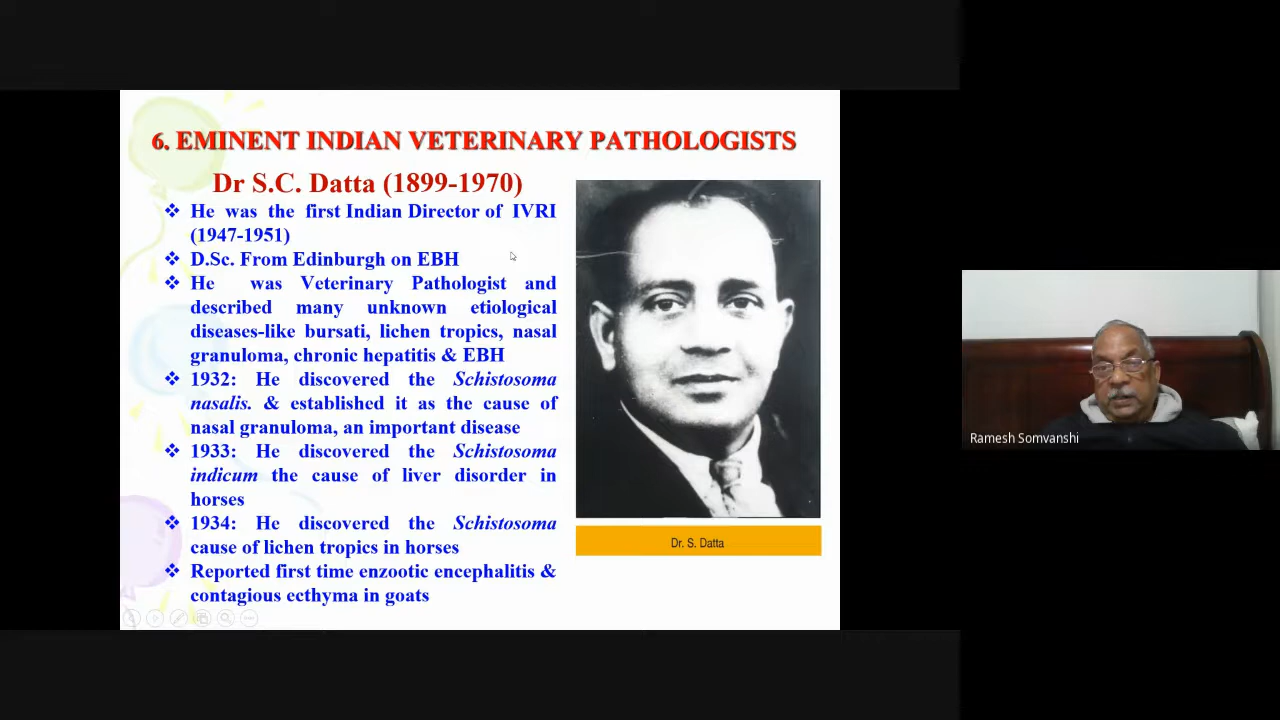 6. EMINENT INDIAN VETERINARY PATHOLOGISTS
Dr S.C. Datta (1899-1970)
He was the first Indian Director of IVRI
(1947-1951)
D.Sc. From Edinburgh on EBH
He was Veterinary Pathologist and
described many unknown etiological
diseases-like bursati, lichen tropics, nasal
granuloma, chronic hepatitis & EBH
1932: He discovered the Schistosoma
nasalis. & established it as the cause of
nasal granuloma, an important disease
1933: He discovered the Schistosoma
indicum the cause of liver disorder in
horses
1934: He discovered the Schistosoma
cause of lichen tropics in horses
Reported first time enzootic encephalitis &
contagious ecthyma in goats
Dr. S. Datta
Ramesh Somvanshi